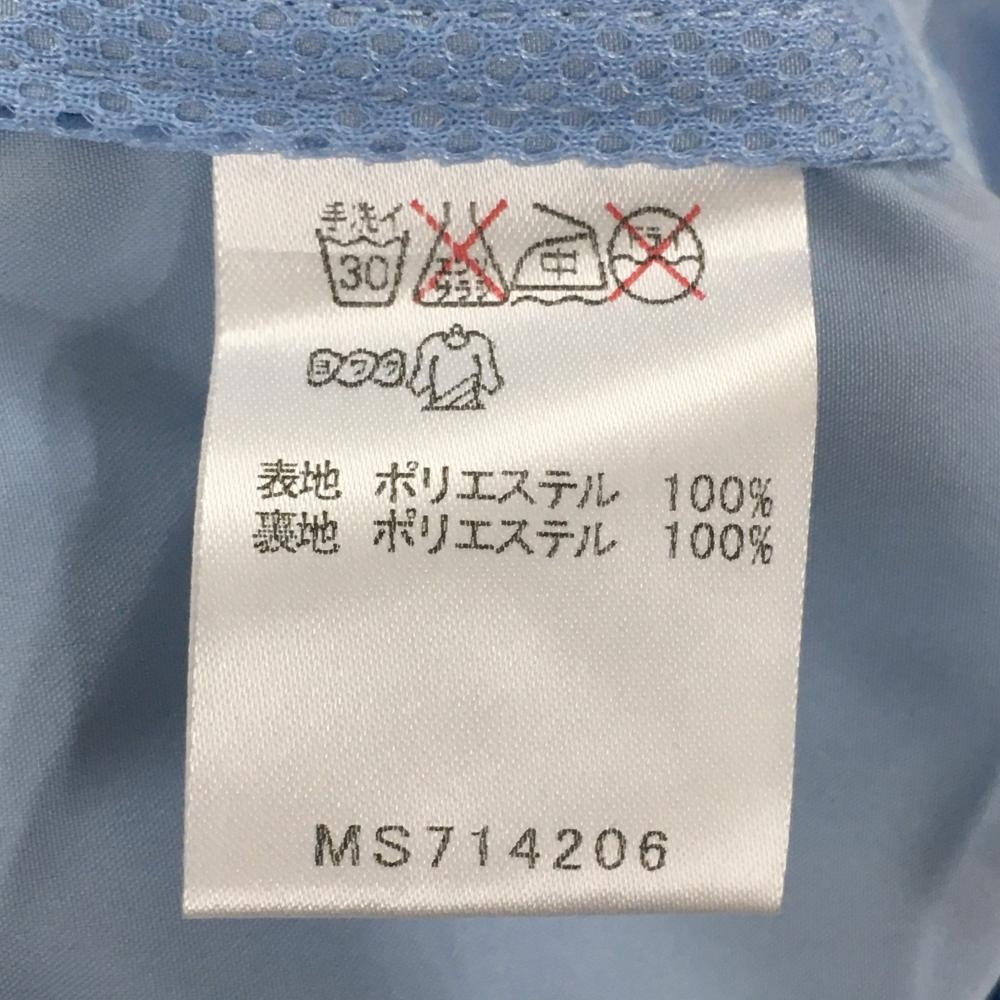 手洗イ
30
エンソ
サラシ
中
ドライ
ヨワク
表地 ポリエステル 100%
裏地 ポリエステル 100%
MS714206